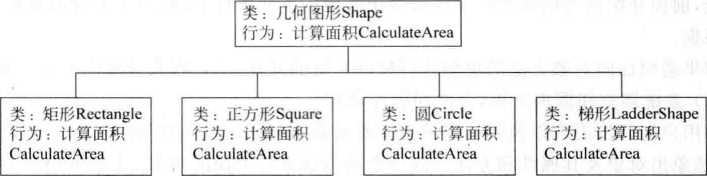 类：几何图形Shape
行为：计算面积CalculateArea
类：矩形Rectangle
行为：计算面积
CalculateArea
类：正方形Square
行为：计算面积
CalculateArea
类：圆Circle
行为：计算面积
CalculateArea
类：梯形LadderShape
行为：计算面积
CalculateArea